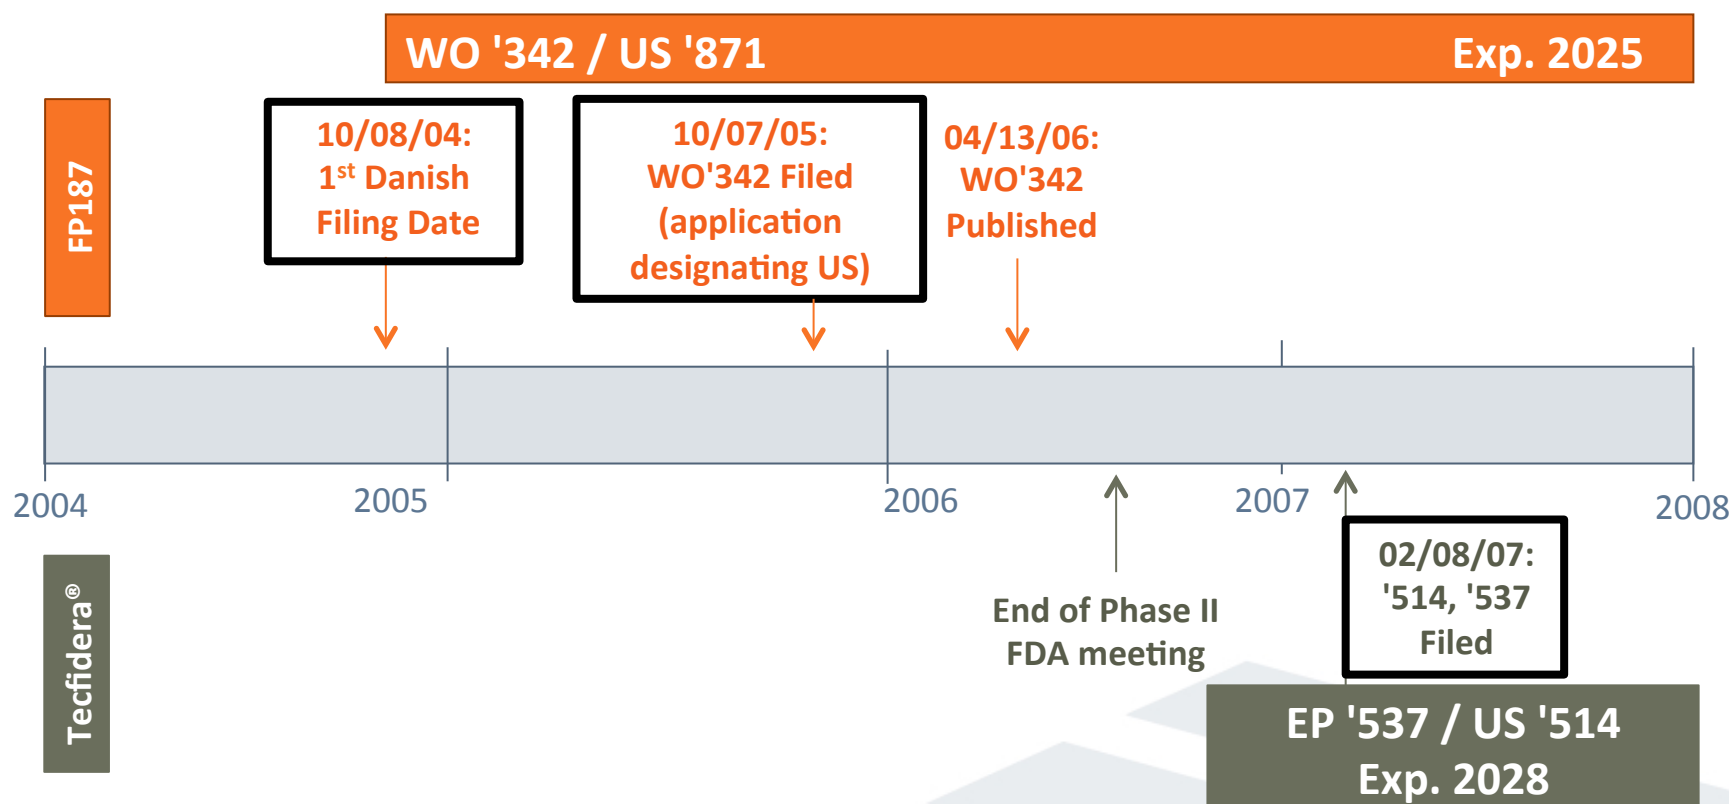 WO '342 / US '871 Exp. 2025
FP187
10/08/04:
1st Danish
Filing Date
10/07/05:
WO'342 Filed
(application
designating US)
04/13/06:
WO'342
Published
2004 2005 2006 2007 2008
Tecfidera®
End of Phase II
FDA meeting
02/08/07:
'514, '537
Filed
EP '537 / US '514
Exp. 2028